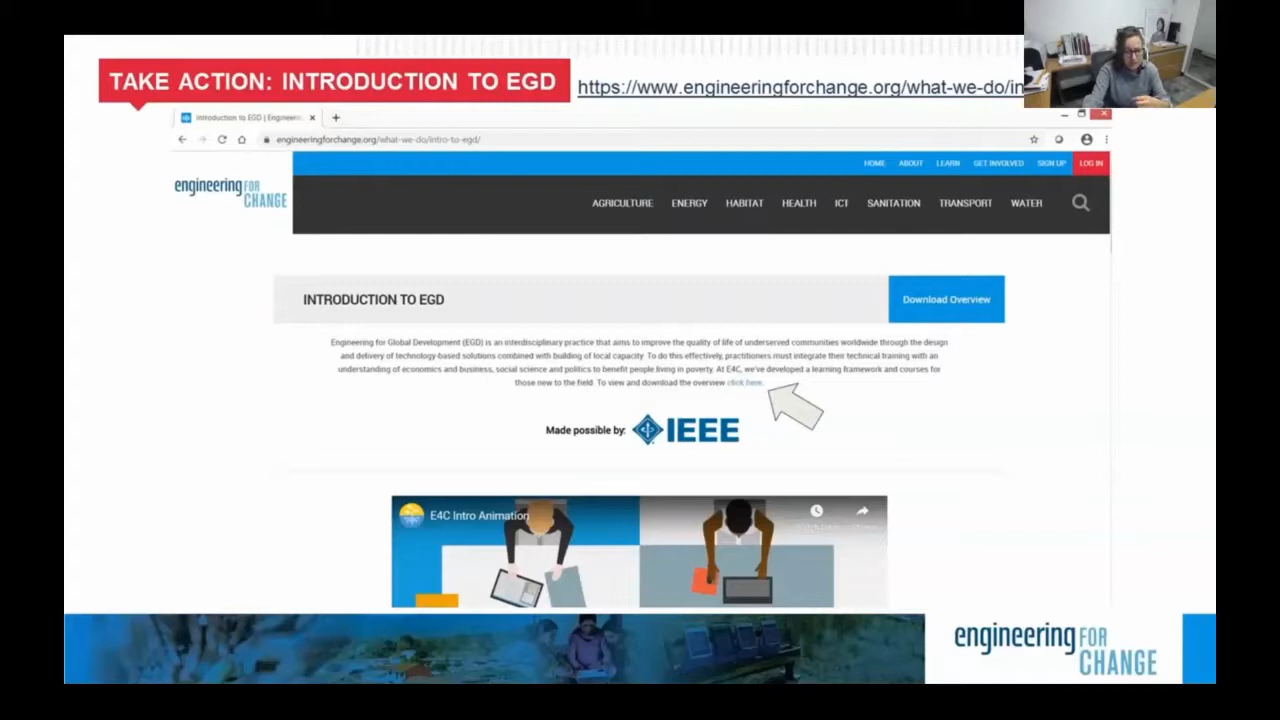 TAKE ACTION: INTRODUCTION TO EGD
https://www.engineeringforchange.org/what-we-do/in
Introduction to EGD | Engineerin
engineeringforchange.org/what-we-do/intro-to-egd/
HOME ABOUT LEARN GET INVOLVED SIGN UP LOG IN
engineering FOR
CHANGE
AGRICULTURE ENERGY HABITAT HEALTH ICT SANITATION TRANSPORT WATER
INTRODUCTION TO EGD
Download Overview
Engineering for Global Development (EGD) is an interdisciplinary practice that aims to improve the quality of life of underserved communities worldwide through the design
and delivery of technology-based solutions combined with building of local capacity. To do this effectively, practitioners must integrate their technical training with an
understanding of economics and business, social science and politics to benefit people living in poverty. At E4C, we've developed a learning framework and courses for
those new to the field. To view and download the overview click here.
Made possible by: IEEE
E4C Intro Animation
engineering FOR
CHANGE